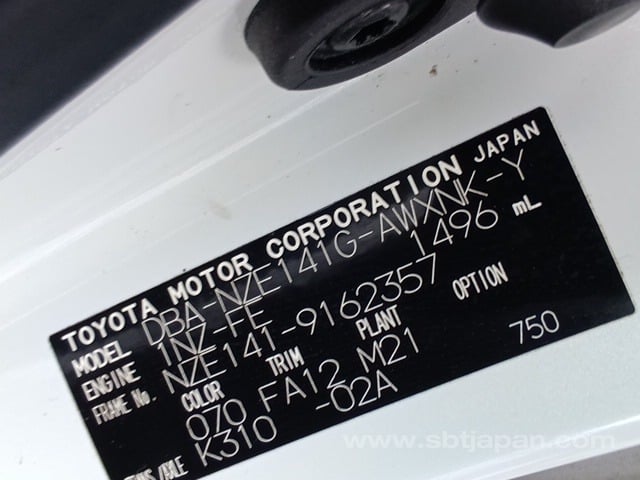 TOYOTA MOTOR CORPORATION JAPAN
MODEL DBA-NZE141G-AWXNK-Y
ENGINE 1NZ-FE 1496 mL
FRAME No. NZE141-9162357
COLOR TRIM PLANT OPTION
070 FA12 M21 750
/AXLE K310 -02A
www.sbtjapan.com